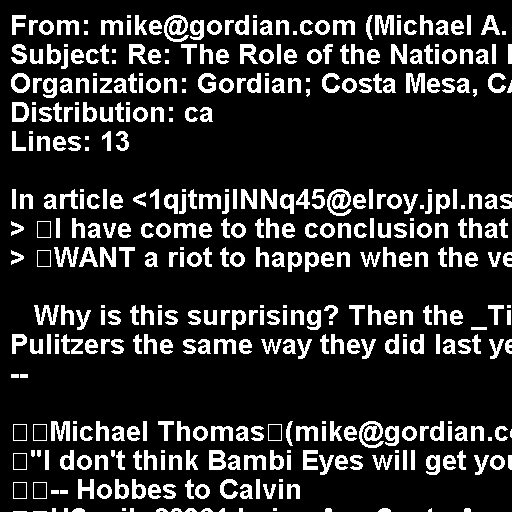 From: mike@gordian.com (Michael A.
Subject: Re: The Role of the National
Organization: Gordian; Costa Mesa, CA
Distribution: ca
Lines: 13
In article <1qjtmjINNq45@elroy.jpl.nas
> I have come to the conclusion that
> WANT a riot to happen when the ve
Why is this surprising? Then the _Ti
Pulitzers the same way they did last ye
--
Michael Thomas (mike@gordian.co
"I don't think Bambi Eyes will get you
-- Hobbes to Calvin